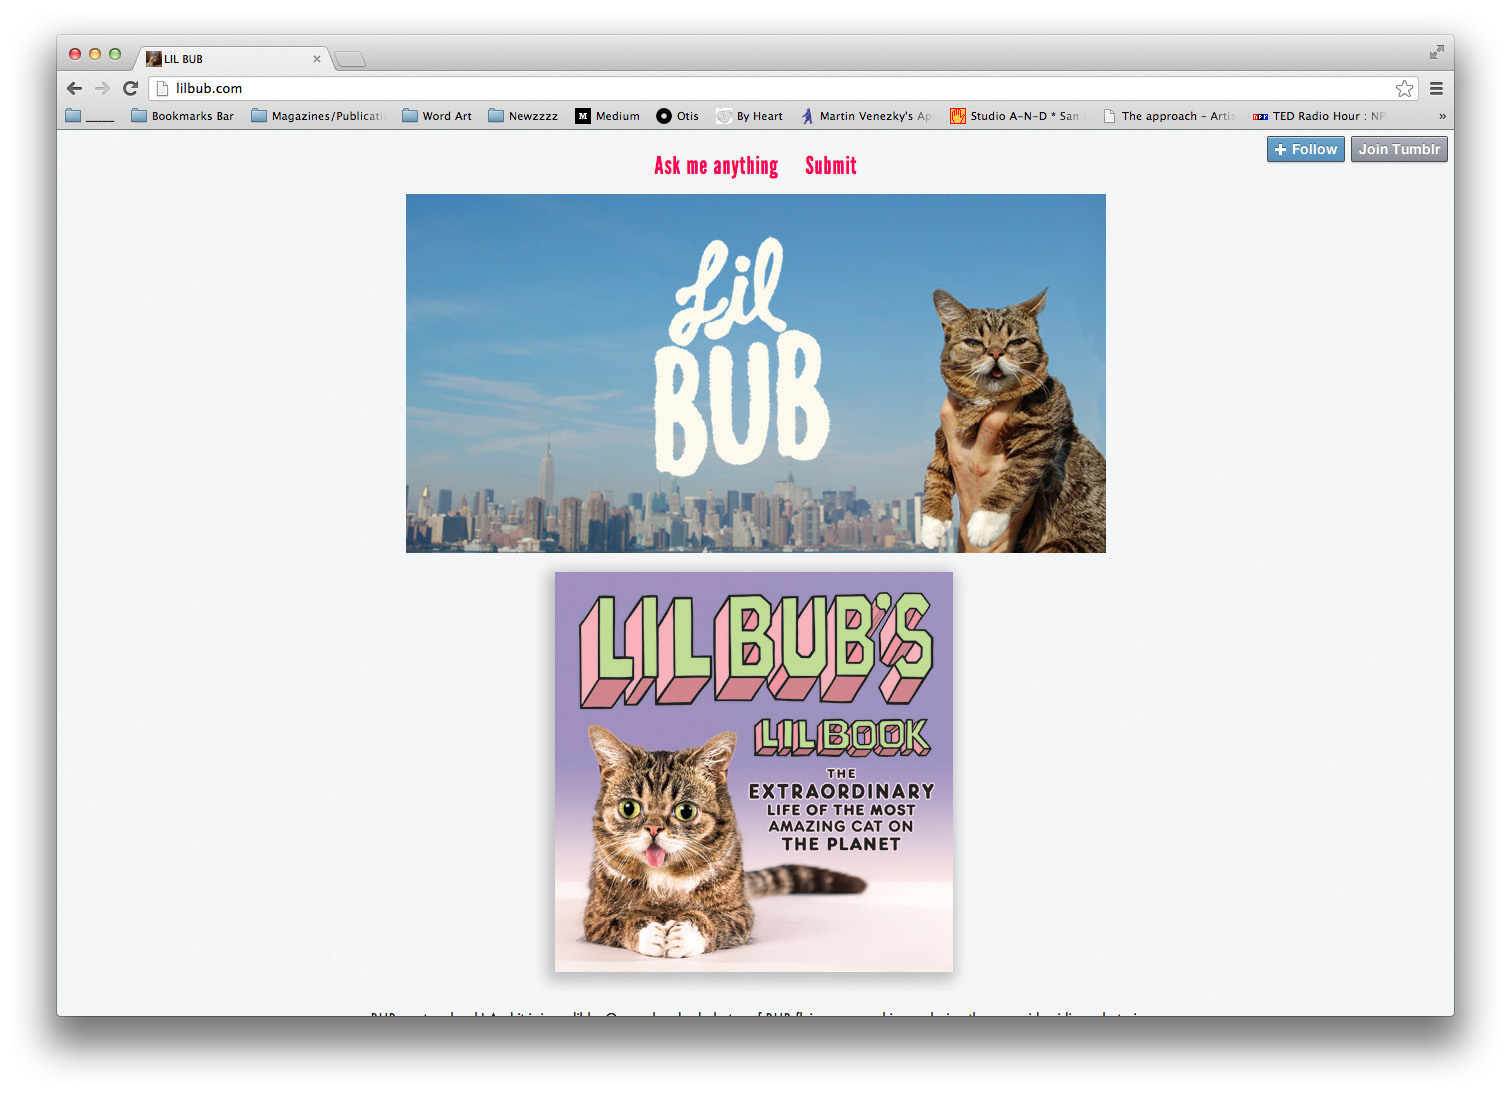 LIL BUB
lilbub.com
Bookmarks Bar
Magazines/Publicati
Word Art
Newzzzz
M Medium
Otis
By Heart
Martin Venezky's Ap
Studio A-N-D * San
The approach - Artis
TED Radio Hour : NP
»
Follow
Join Tumblr
Ask me anything
Submit
Lil
BUB
LIL BUB'S
LIL BOOK
THE
EXTRAORDINARY
LIFE OF THE MOST
AMAZING CAT ON
THE PLANET